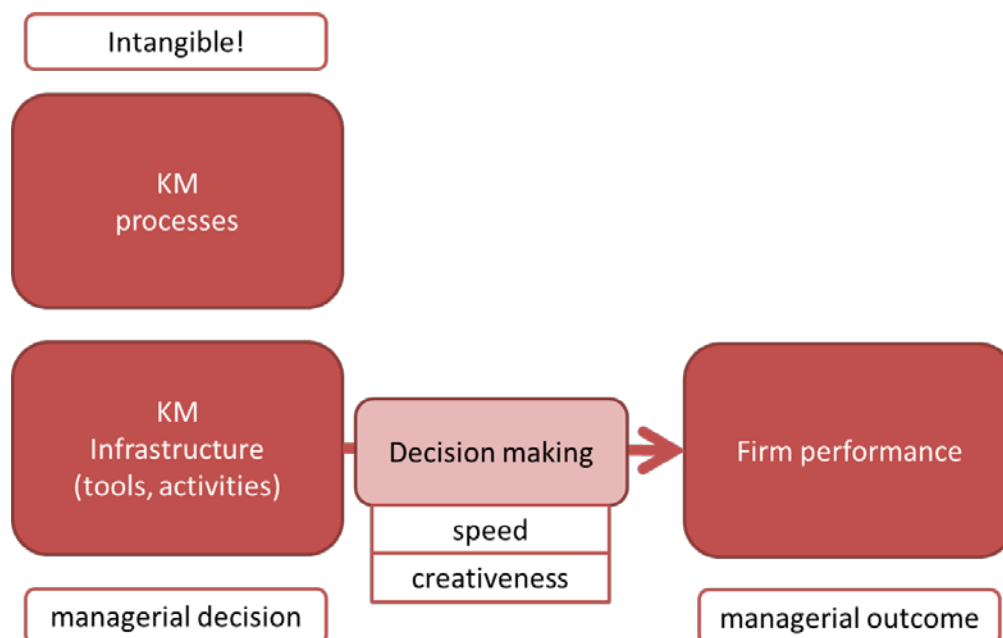 Intangible!
KM
processes
KM
Infrastructure
(tools, activities)
Decision making
speed
creativeness
Firm performance
managerial decision
managerial outcome